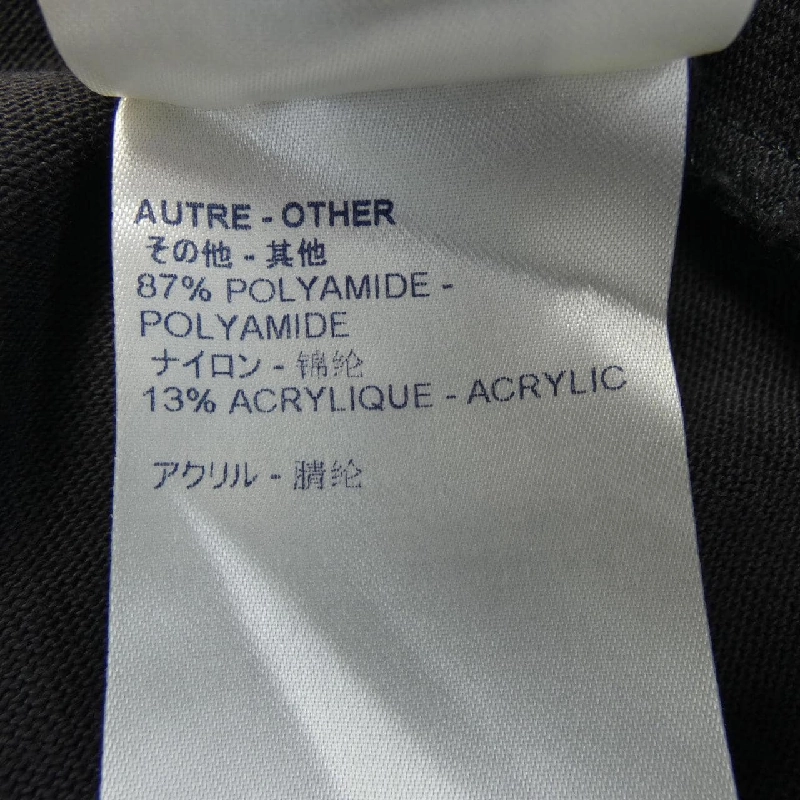 AUTRE - OTHER
その他 - 其他
87% POLYAMIDE -
POLYAMIDE
ナイロン - 锦纶
13% ACRYLIQUE - ACRYLIC
アクリル - 腈纶